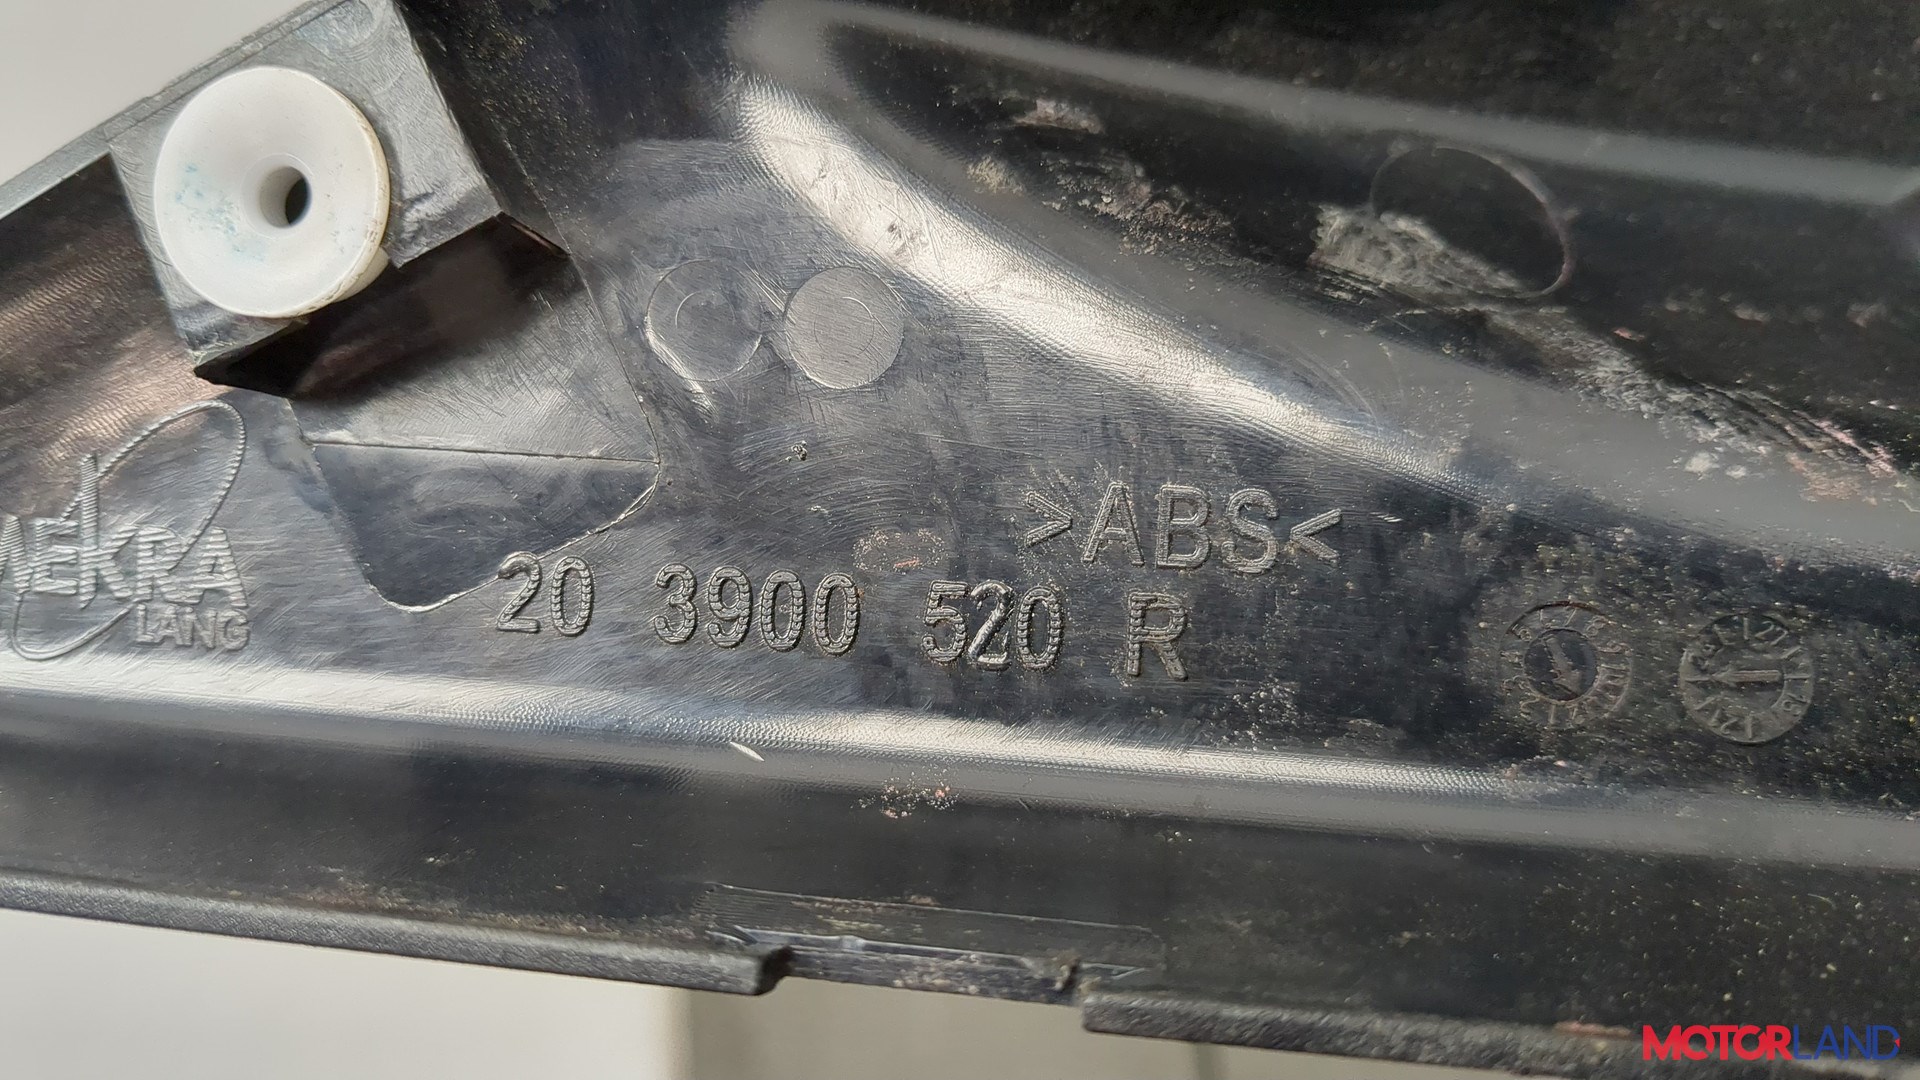 MEKRA
LANG
>ABS<
20 3900 520 R
MOTORLAND